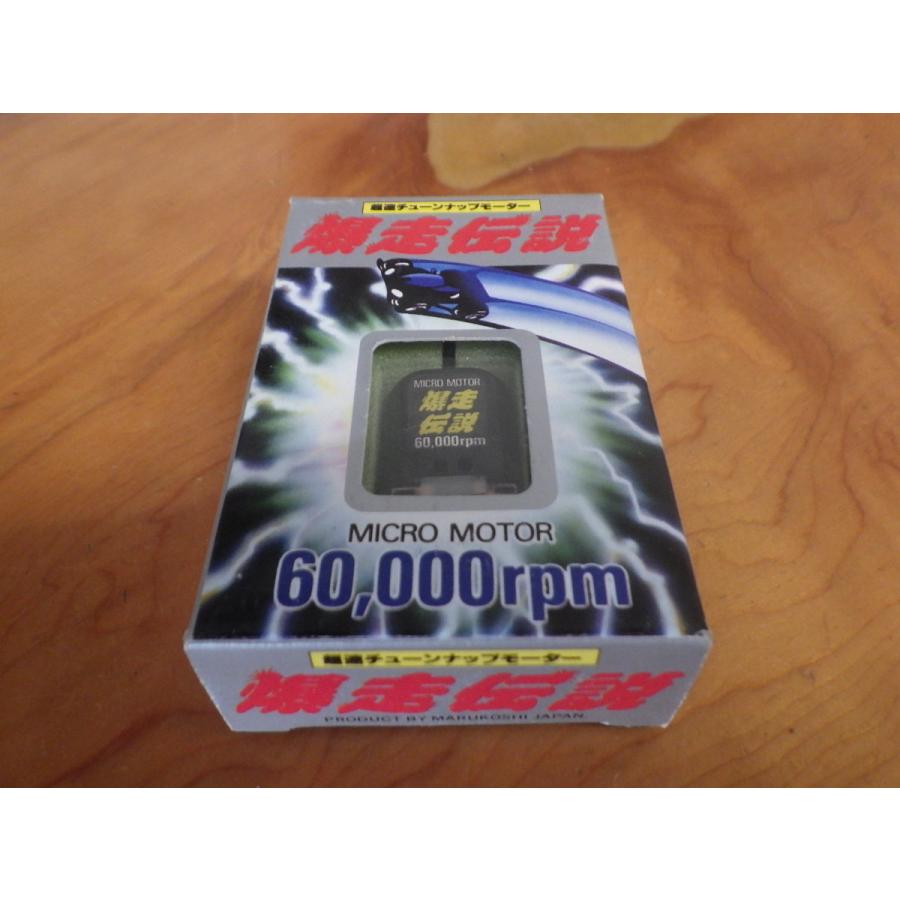 超速チューンナップモーター
爆走伝説
MICRO MOTOR
爆走
伝説
60,000rpm
MICRO MOTOR
60,000rpm
超速チューンナップモーター
爆走伝説
PRODUCT BY MARUKOSHI JAPAN.